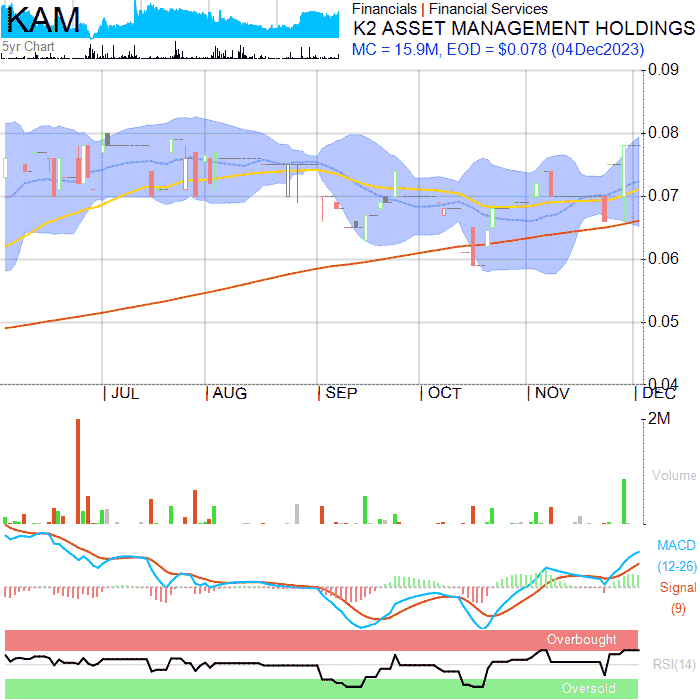 KAM
5yr Chart
Financials | Financial Services
K2 ASSET MANAGEMENT HOLDINGS
MC = 15.9M, EOD = $0.078 (04Dec2023)
0.09
0.08
0.07
0.06
0.05
0.04
JUL AUG SEP OCT NOV DEC
2M
Volume
MACD
(12-26)
Signal
(9)
Overbought
RSI(14)
Oversold